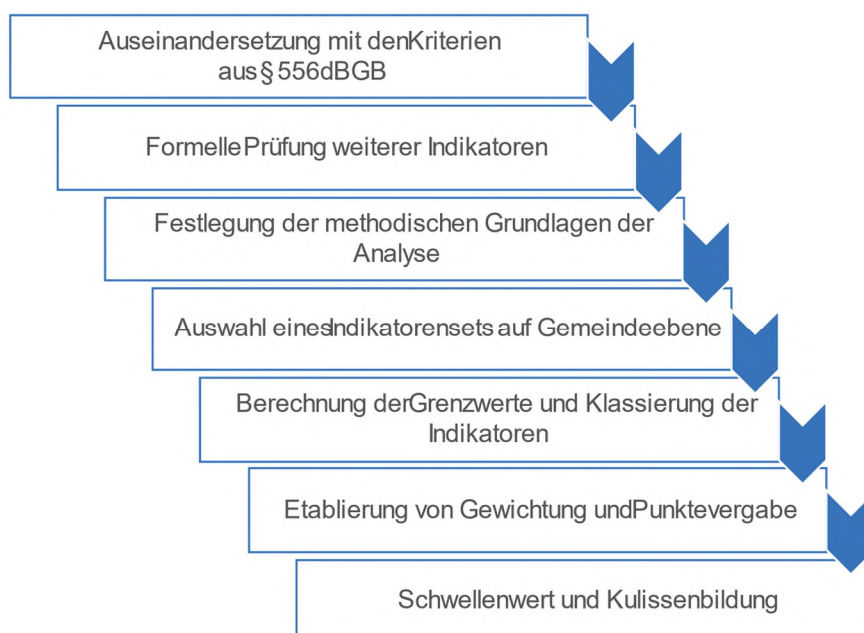 Auseinandersetzung mit denKriterien
aus § 556dBGB
FormellePrüfung weiterer Indikatoren
Festlegung der methodischen Grundlagen der
Analyse
Auswahl einesIndikatorensets auf Gemeindeebene
Berechnung derGrenzwerte und Klassierung der
Indikatoren
Etablierung von Gewichtung undPunktevergabe
Schwellenwert und Kulissenbildung